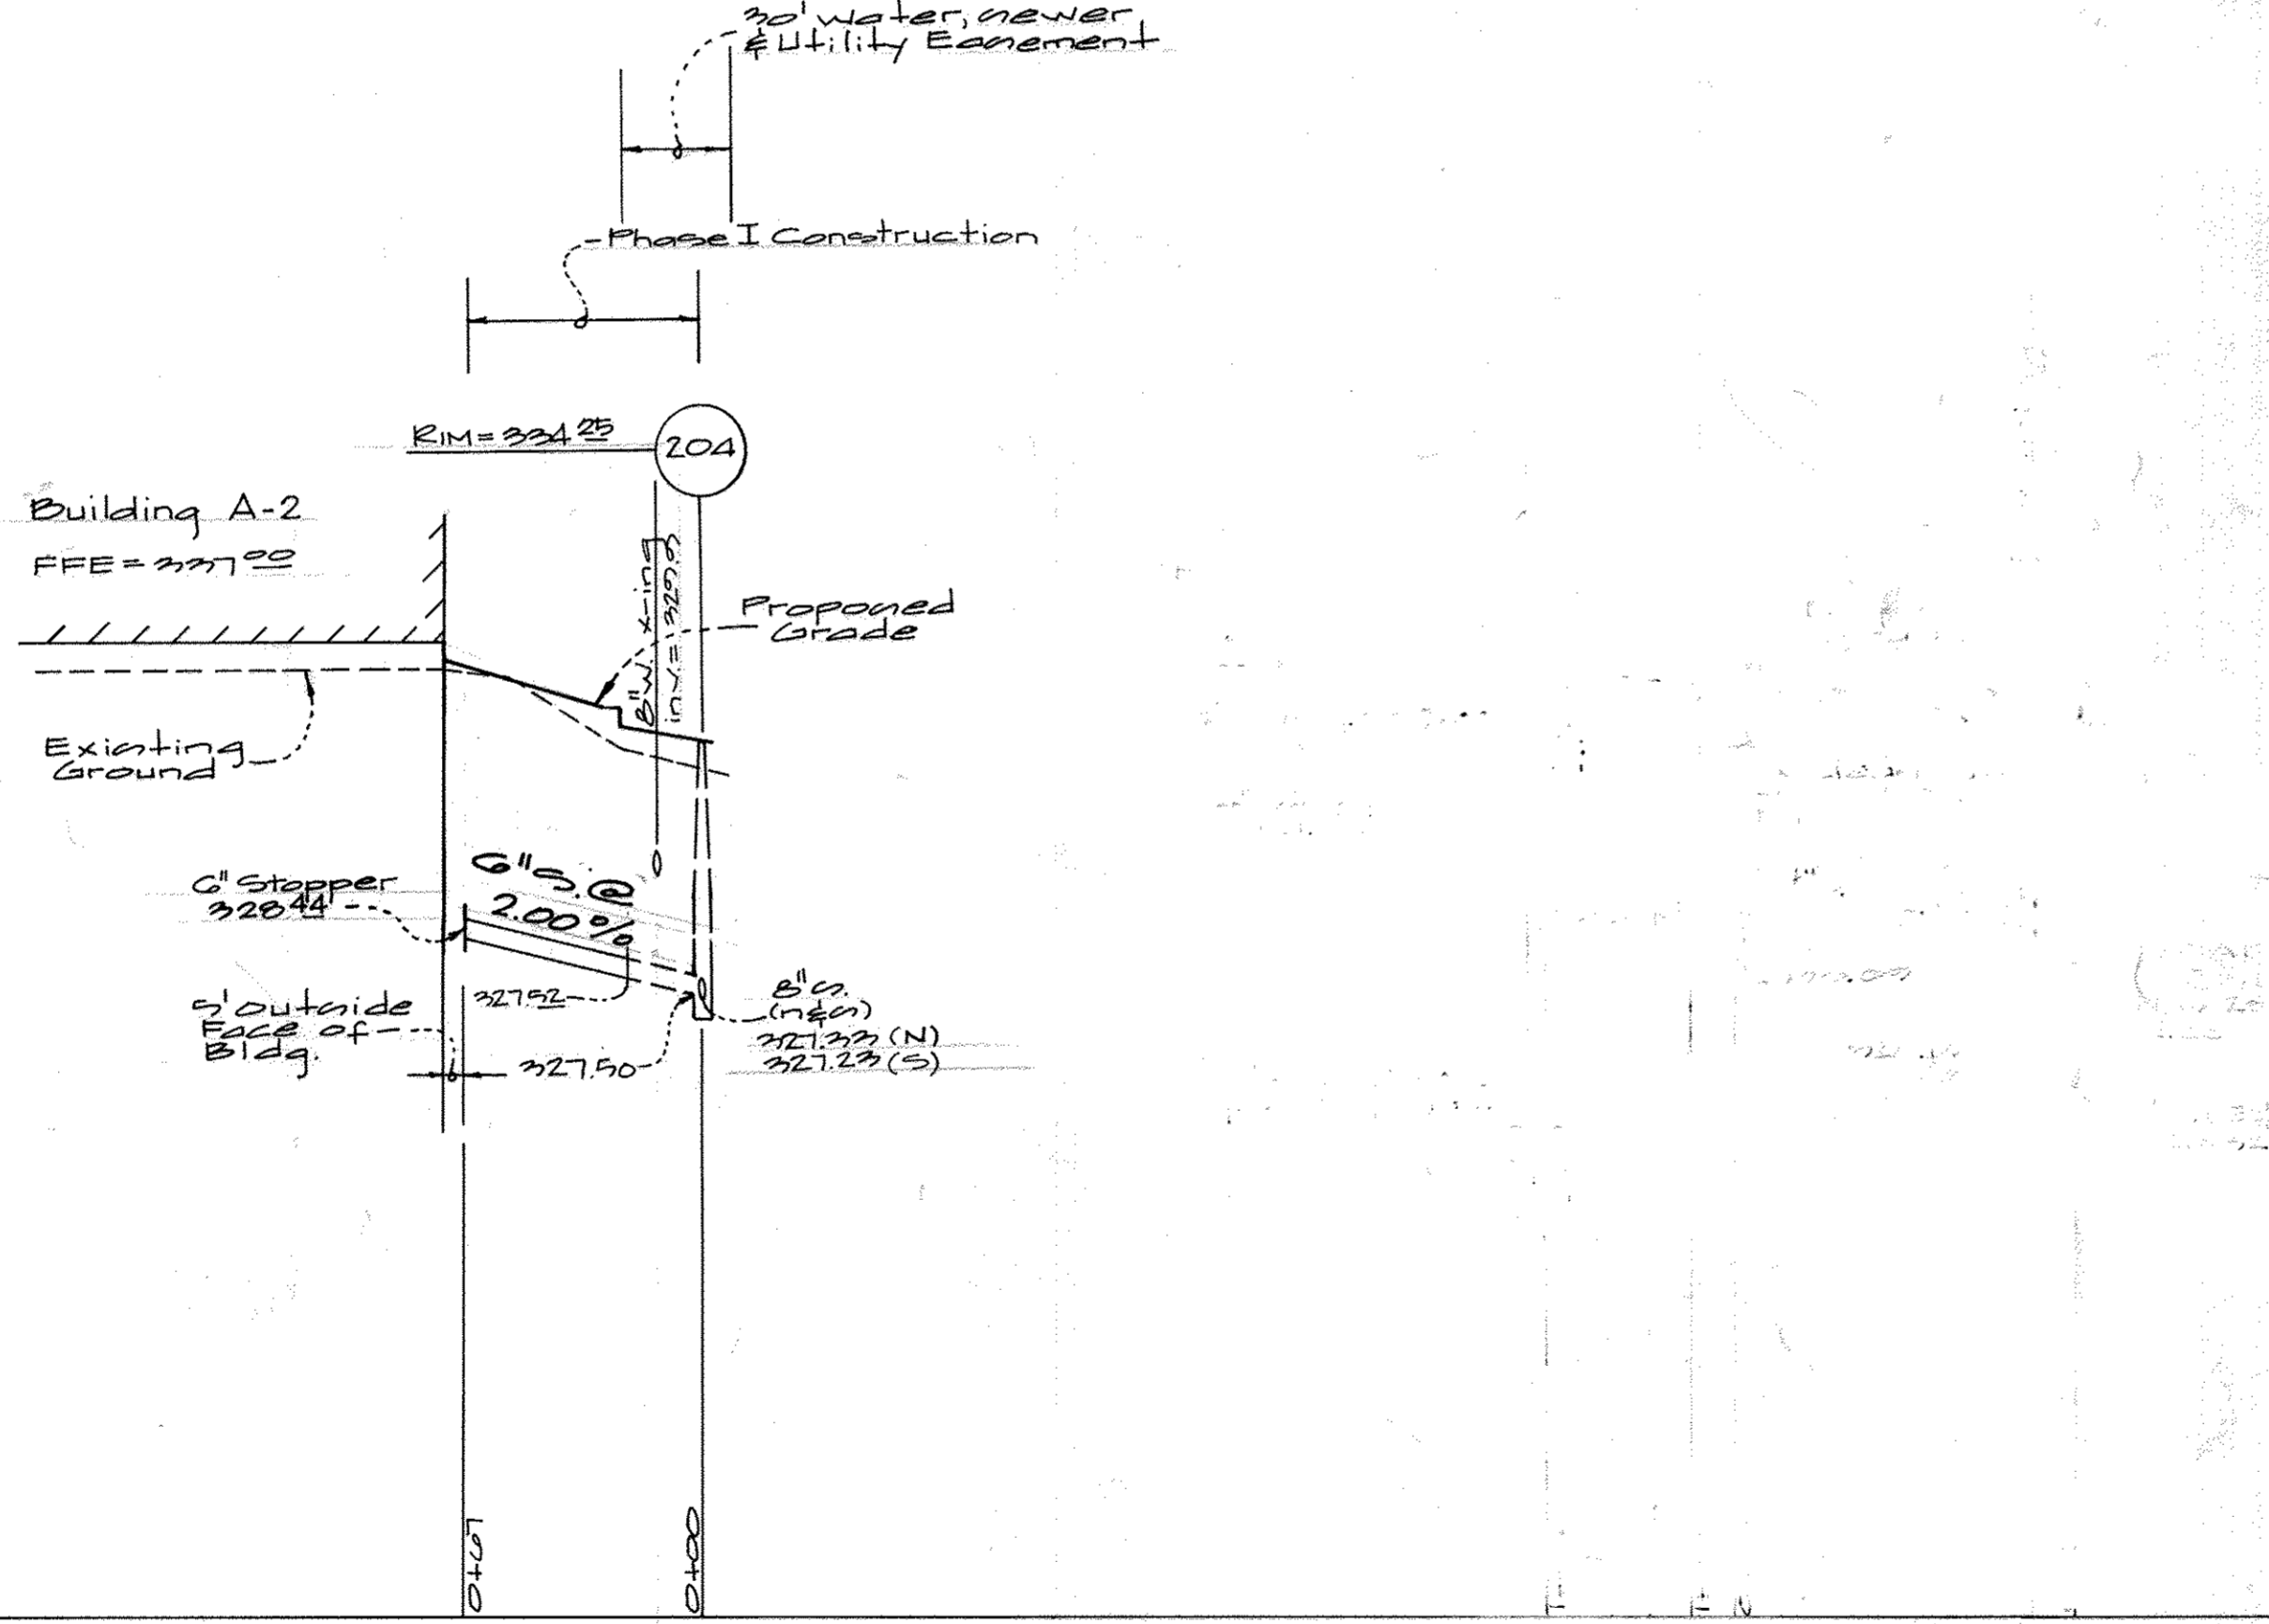 30' Water, Sewer
& Utility Easement
Phase I Construction
RIM = 334 25
204
Building A-2
FFE = 337 00
8" W. x-ing
inv. = 329.9
Proposed
Grade
Existing
Ground
6" Stopper
328 44
6" S. @
2.00 %
5' Outside
Face of
Bldg.
327 52
327.50
8" S.
(n&s)
327.33 (N)
327.23 (S)
0+67
0+00